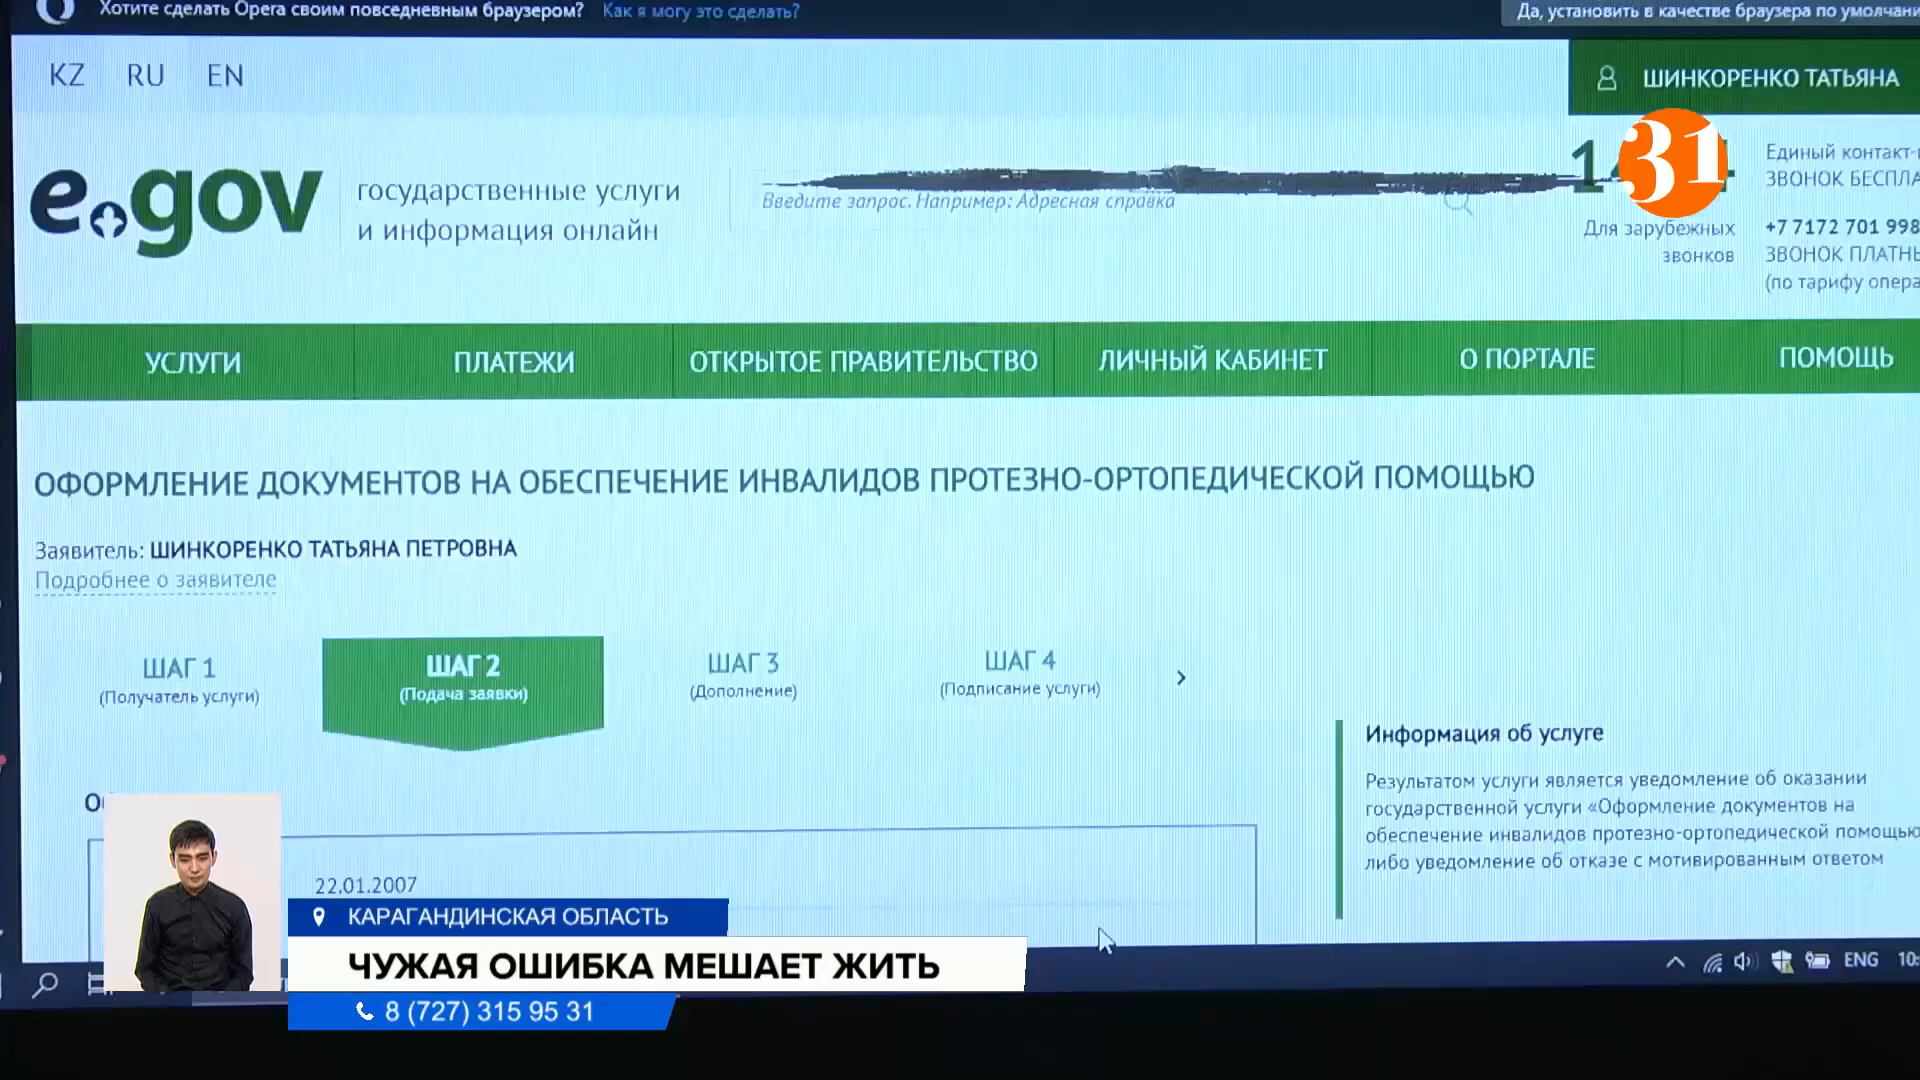 Хотите сделать Opera своим повседневным браузером? Как я могу это сделать?
Да, установить в качестве браузера по
KZ RU EN
ШИНКОРЕНКО ТАТЬЯНА
31
e.gov
государственные услуги
и информация онлайн
Введите запрос. Например: Адресная справка
Единый
ЗВОНОК
Для зарубежных
звонков
+7 7172 701 998
ЗВОНОК
(по тарифу
УСЛУГИ ПЛАТЕЖИ ОТКРЫТОЕ ПРАВИТЕЛЬСТВО ЛИЧНЫЙ КАБИНЕТ О ПОРТАЛЕ ПОМОЩЬ
ОФОРМЛЕНИЕ ДОКУМЕНТОВ НА ОБЕСПЕЧЕНИЕ ИНВАЛИДОВ ПРОТЕЗНО-ОРТОПЕДИЧЕСКОЙ ПОМОЩЬЮ
Заявитель: ШИНКОРЕНКО ТАТЬЯНА ПЕТРОВНА
Подробнее о заявителе
ШАГ 1
(Получатель услуги)
ШАГ 2
(Подача заявки)
ШАГ 3
(Дополнение)
ШАГ 4
(Подписание услуги)
Информация об услуге
Результатом услуги является уведомление об оказании
государственной услуги «Оформление документов на
обеспечение инвалидов протезно-ортопедической помощью
либо уведомление об отказе с мотивированным ответом
22.01.2007
КАРАГАНДИНСКАЯ ОБЛАСТЬ
ЧУЖАЯ ОШИБКА МЕШАЕТ ЖИТЬ
8 (727) 315 95 31
ENG